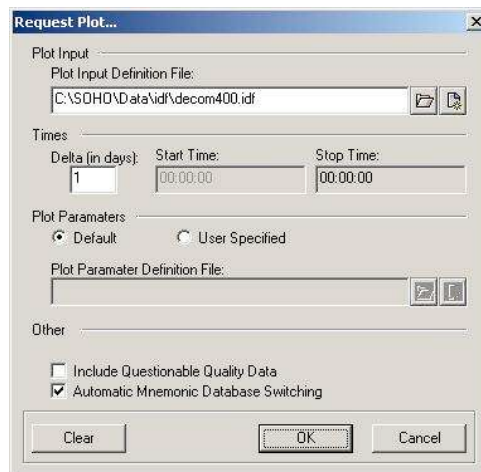 Request Plot...
Plot Input
Plot Input Definition File:
C:\SOHO\Data\idf\decom400.idf
Times
Delta (in days): Start Time: Stop Time:
1 00:00:00 00:00:00
Plot Paramaters
Default User Specified
Plot Paramater Definition File:
Other
Include Questionable Quality Data
Automatic Mnemonic Database Switching
Clear OK Cancel